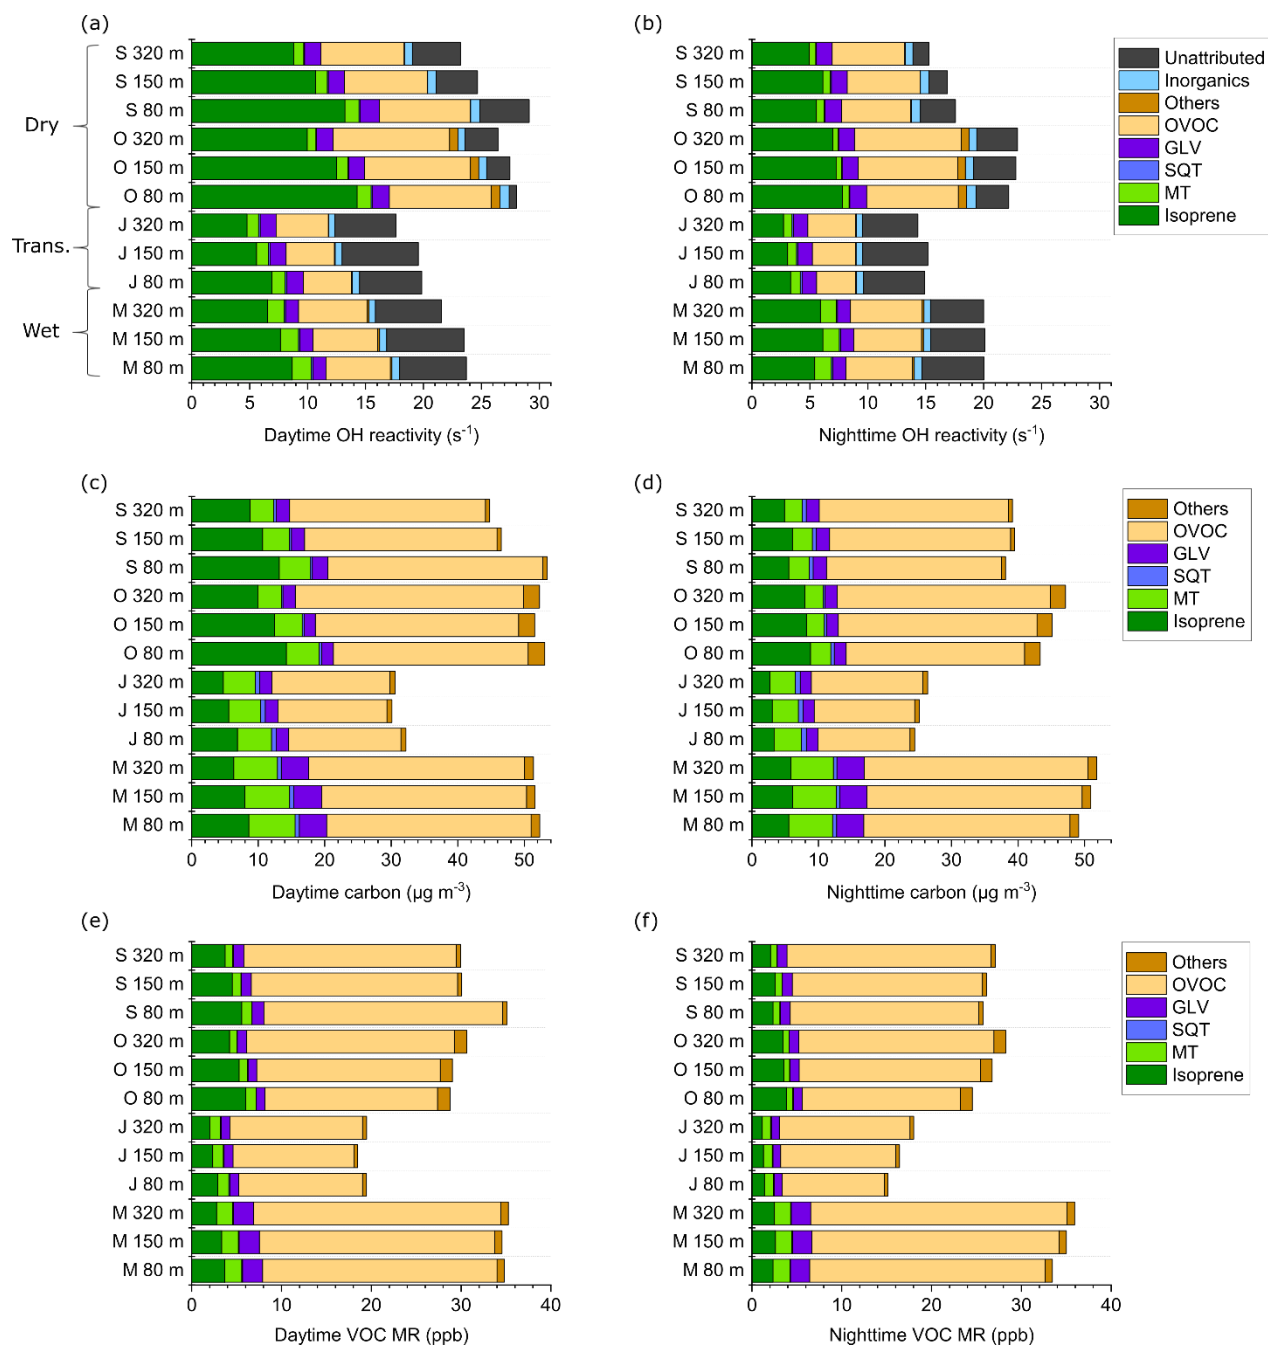 (a)
S 320 m
S 150 m
S 80 m
O 320 m
O 150 m
O 80 m
J 320 m
J 150 m
J 80 m
M 320 m
M 150 m
M 80 m
Dry
Trans.
Wet
0 5 10 15 20 25 30
Daytime OH reactivity (s⁻¹)
(b)
S 320 m
S 150 m
S 80 m
O 320 m
O 150 m
O 80 m
J 320 m
J 150 m
J 80 m
M 320 m
M 150 m
M 80 m
0 5 10 15 20 25 30
Nighttime OH reactivity (s⁻¹)
Unattributed
Inorganics
Others
OVOC
GLV
SQT
MT
Isoprene
(c)
S 320 m
S 150 m
S 80 m
O 320 m
O 150 m
O 80 m
J 320 m
J 150 m
J 80 m
M 320 m
M 150 m
M 80 m
0 10 20 30 40 50
Daytime carbon (µg m⁻³)
(d)
S 320 m
S 150 m
S 80 m
O 320 m
O 150 m
O 80 m
J 320 m
J 150 m
J 80 m
M 320 m
M 150 m
M 80 m
0 10 20 30 40 50
Nighttime carbon (µg m⁻³)
Others
OVOC
GLV
SQT
MT
Isoprene
(e)
S 320 m
S 150 m
S 80 m
O 320 m
O 150 m
O 80 m
J 320 m
J 150 m
J 80 m
M 320 m
M 150 m
M 80 m
0 10 20 30 40
Daytime VOC MR (ppb)
(f)
S 320 m
S 150 m
S 80 m
O 320 m
O 150 m
O 80 m
J 320 m
J 150 m
J 80 m
M 320 m
M 150 m
M 80 m
0 10 20 30 40
Nighttime VOC MR (ppb)
Others
OVOC
GLV
SQT
MT
Isoprene